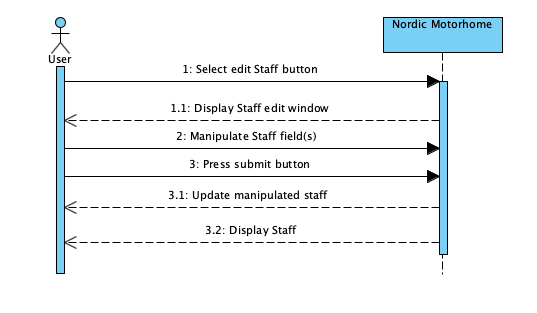 Nordic Motorhome
User
1: Select edit Staff button
1.1: Display Staff edit window
2: Manipulate Staff field(s)
3: Press submit button
3.1: Update manipulated staff
3.2: Display Staff